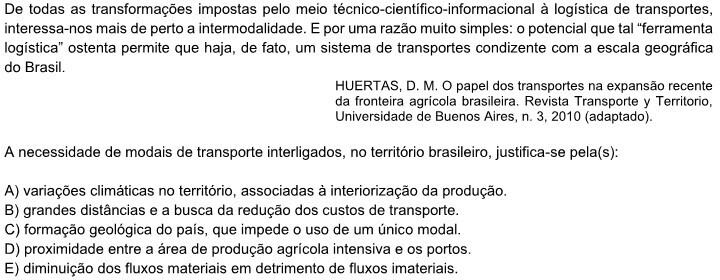 De todas as transformações impostas pelo meio técnico-científico-informacional à logística de transportes,
interessa-nos mais de perto a intermodalidade. E por uma razão muito simples: o potencial que tal “ferramenta
logística” ostenta permite que haja, de fato, um sistema de transportes condizente com a escala geográfica
do Brasil.
HUERTAS, D. M. O papel dos transportes na expansão recente
da fronteira agrícola brasileira. Revista Transporte y Territorio,
Universidade de Buenos Aires, n. 3, 2010 (adaptado).
A necessidade de modais de transporte interligados, no território brasileiro, justifica-se pela(s):
A) variações climáticas no território, associadas à interiorização da produção.
B) grandes distâncias e a busca da redução dos custos de transporte.
C) formação geológica do país, que impede o uso de um único modal.
D) proximidade entre a área de produção agrícola intensiva e os portos.
E) diminuição dos fluxos materiais em detrimento de fluxos imateriais.